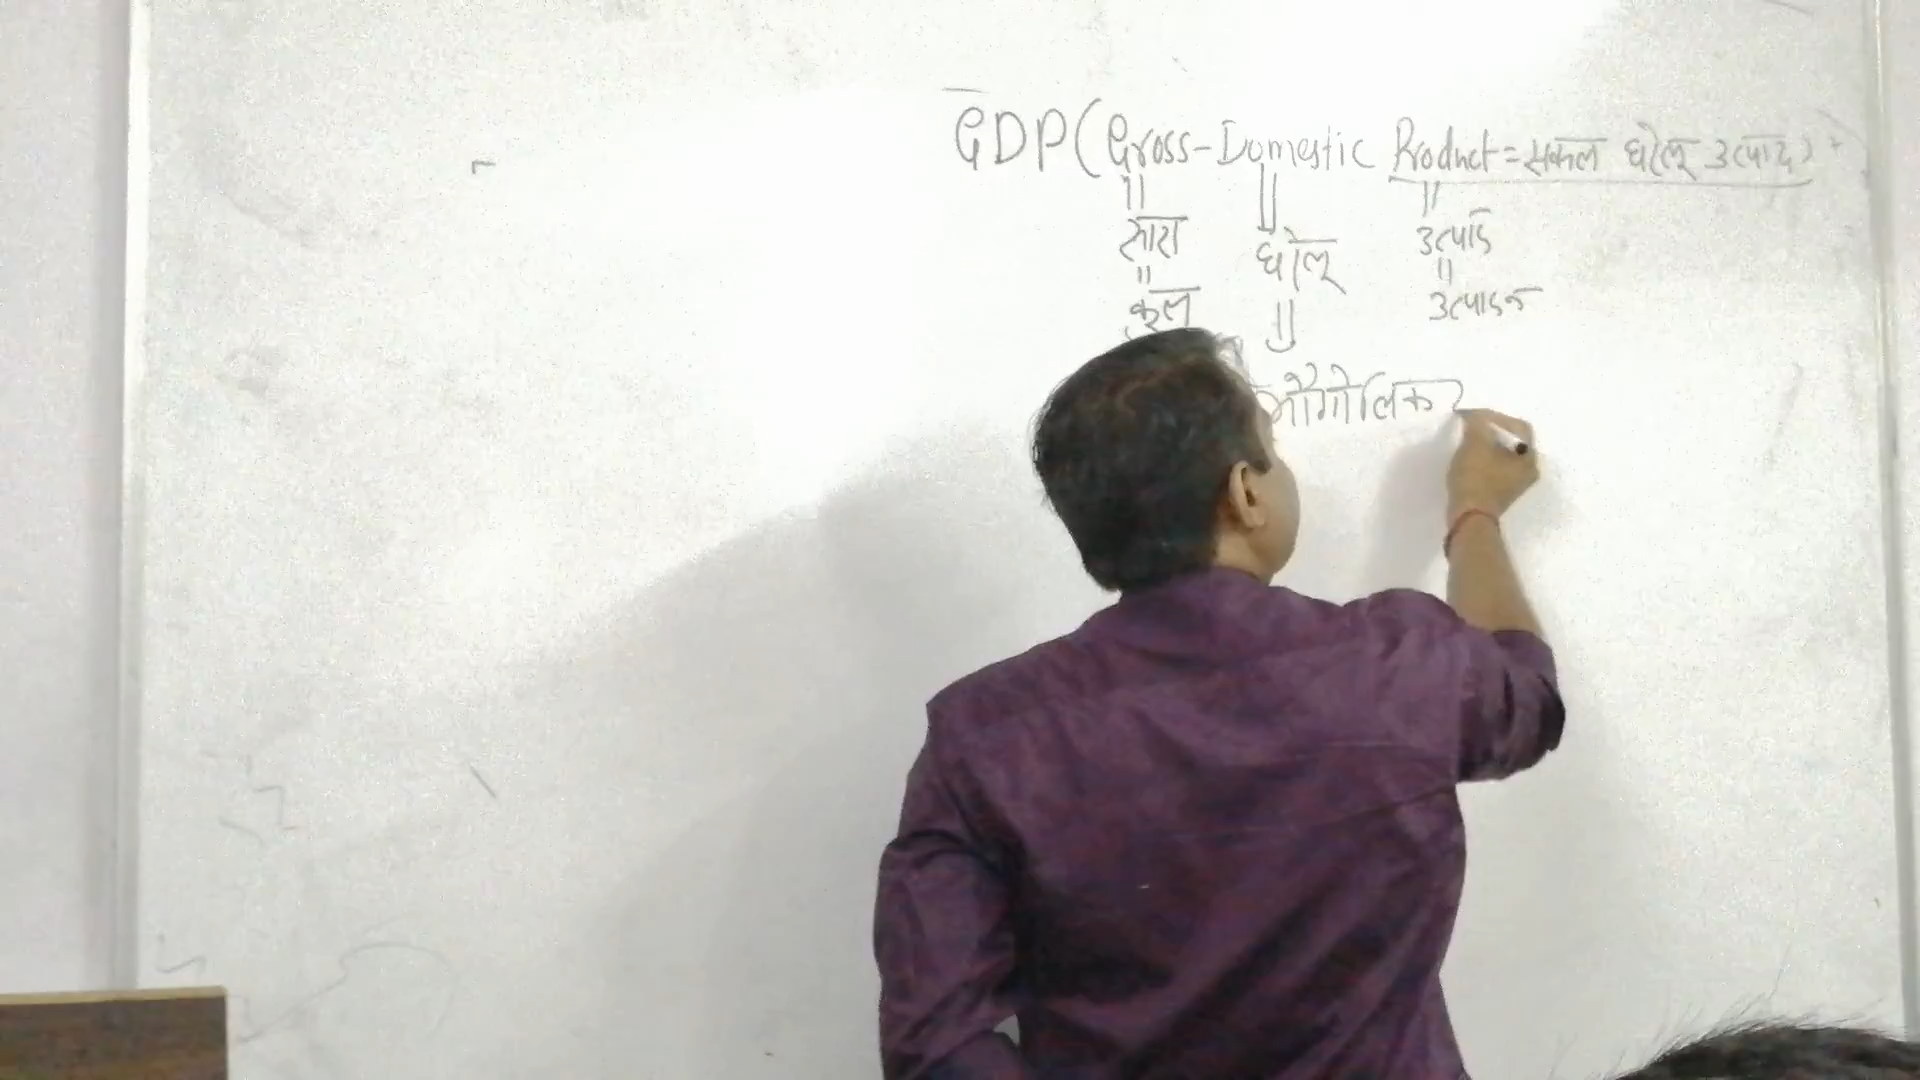 GDP (Gross-Domestic Product = सकल घरेलू उत्पाद)
सारा घरेलू उत्पाद
कुल उत्पादन
भौगोलिक